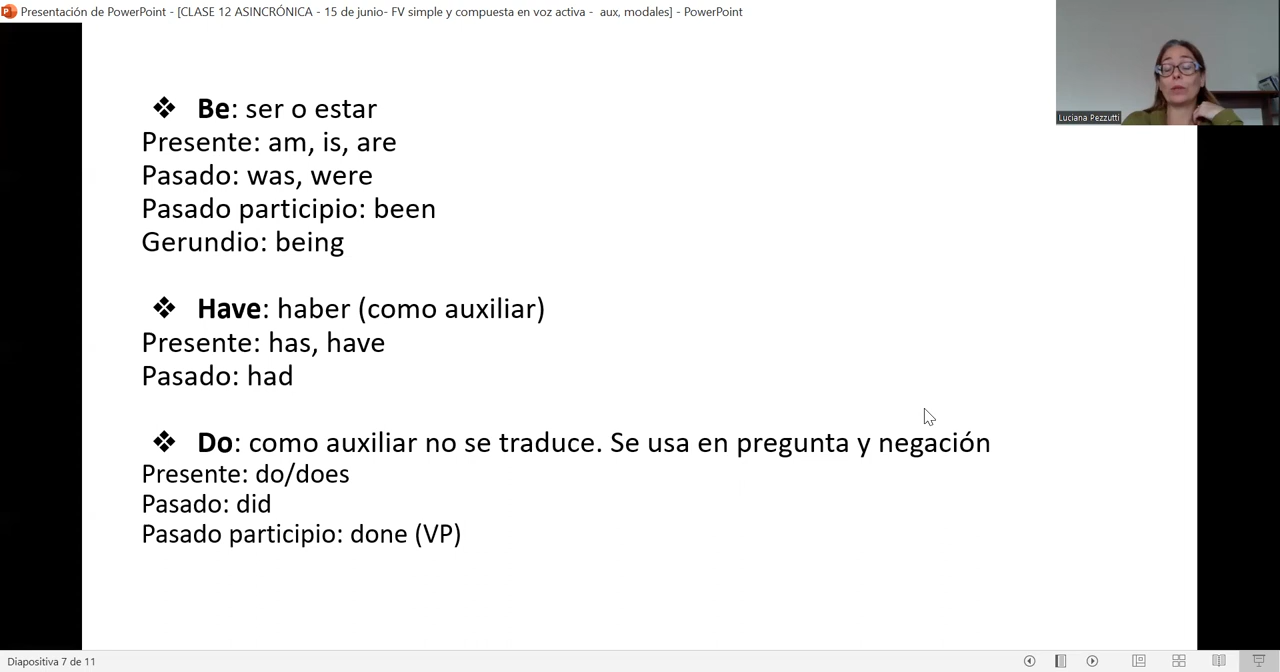 Presentación de PowerPoint - [CLASE 12 ASINCRÓNICA - 15 de junio- FV simple y compuesta en voz activa -  aux, modales] - PowerPoint
Luciana Pezzutti
❖ Be: ser o estar
Presente: am, is, are
Pasado: was, were
Pasado participio: been
Gerundio: being
❖ Have: haber (como auxiliar)
Presente: has, have
Pasado: had
❖ Do: como auxiliar no se traduce. Se usa en pregunta y negación
Presente: do/does
Pasado: did
Pasado participio: done (VP)
Diapositiva 7 de 11